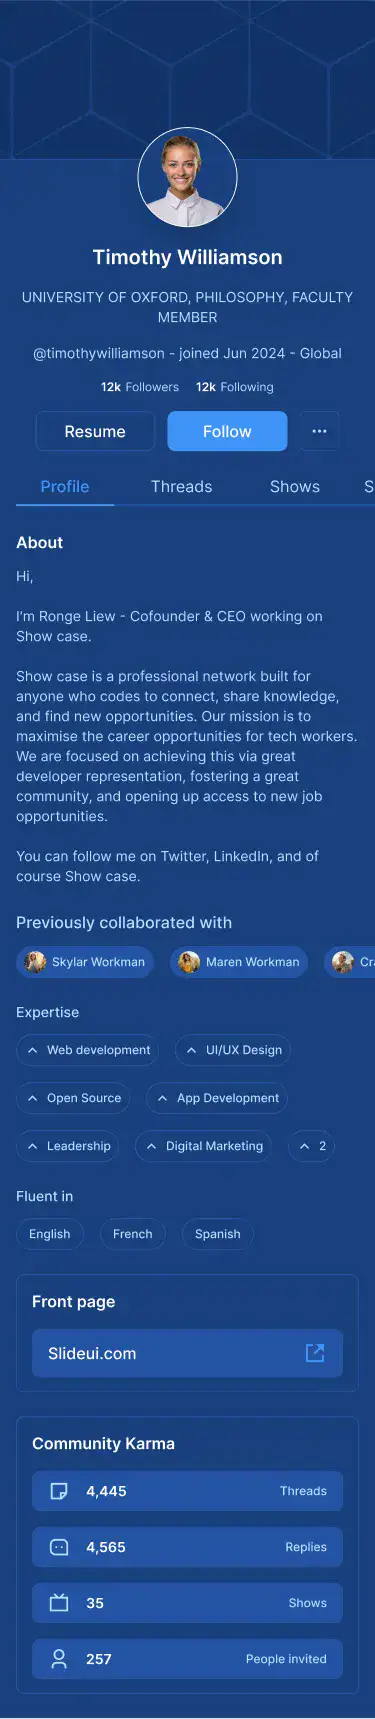 Timothy Williamson
UNIVERSITY OF OXFORD, PHILOSOPHY, FACULTY
MEMBER
@timothywilliamson - joined Jun 2024 - Global
12k Followers 12k Following
Resume Follow
Profile Threads Shows S
About
Hi,
I'm Ronge Liew - Cofounder & CEO working on
Show case.
Show case is a professional network built for
anyone who codes to connect, share knowledge,
and find new opportunities. Our mission is to
maximise the career opportunities for tech workers.
We are focused on achieving this via great
developer representation, fostering a great
community, and opening up access to new job
opportunities.
You can follow me on Twitter, LinkedIn, and of
course Show case.
Previously collaborated with
Skylar Workman Maren Workman Cra
Expertise
Web development UI/UX Design
Open Source App Development
Leadership Digital Marketing 2
Fluent in
English French Spanish
Front page
Slideui.com
Community Karma
4,445 Threads
4,565 Replies
35 Shows
257 People invited